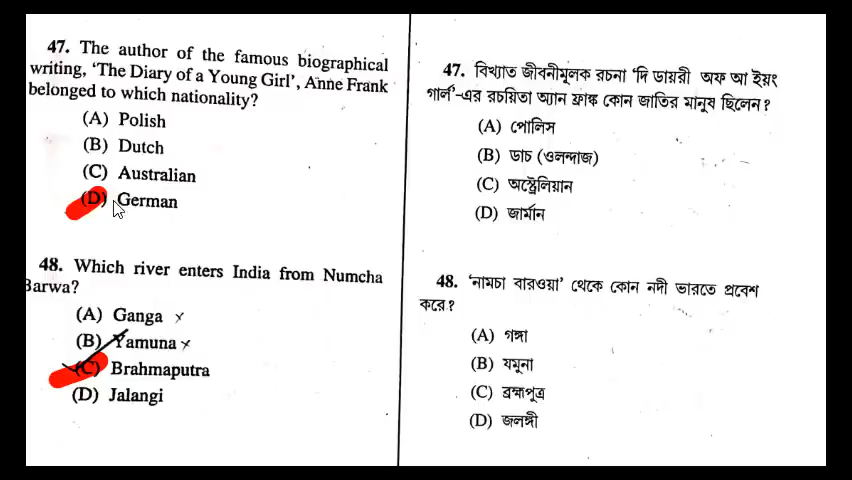 47. The author of the famous biographical
writing, 'The Diary of a Young Girl', Anne Frank
belonged to which nationality?
(A) Polish
(B) Dutch
(C) Australian
(D) German
48. Which river enters India from Numcha
Barwa?
(A) Ganga
(B) Yamuna
(C) Brahmaputra
(D) Jalangi
47. বিখ্যাত জীবনীমূলক রচনা 'দি ডায়রী অফ আ ইয়ং
গার্ল'-এর রচয়িতা অ্যান ফ্রাঙ্ক কোন জাতির মানুষ ছিলেন?
(A) পোলিস
(B) ডাচ (ওলন্দাজ)
(C) অস্ট্রেলিয়ান
(D) জার্মান
48. 'নামচা বারওয়া' থেকে কোন নদী ভারতে প্রবেশ
করে?
(A) গঙ্গা
(B) যমুনা
(C) ব্রহ্মপুত্র
(D) জলঙ্গী